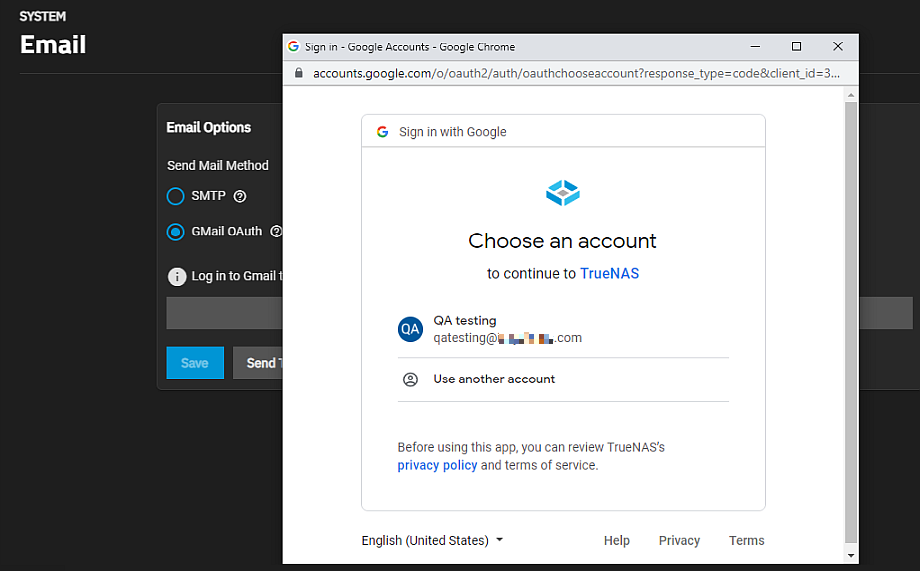 SYSTEM
Email
Sign in - Google Accounts - Google Chrome
accounts.google.com/o/oauth2/auth/oauthchooseaccount?response_type=code&client_id=3...
Email Options
Send Mail Method
SMTP
GMail OAuth
Log in to Gmail t
Save
Send T
Sign in with Google
Choose an account
to continue to TrueNAS
QA
QA testing
qatesting@ .com
Use another account
Before using this app, you can review TrueNAS's
privacy policy and terms of service.
English (United States)
Help Privacy Terms